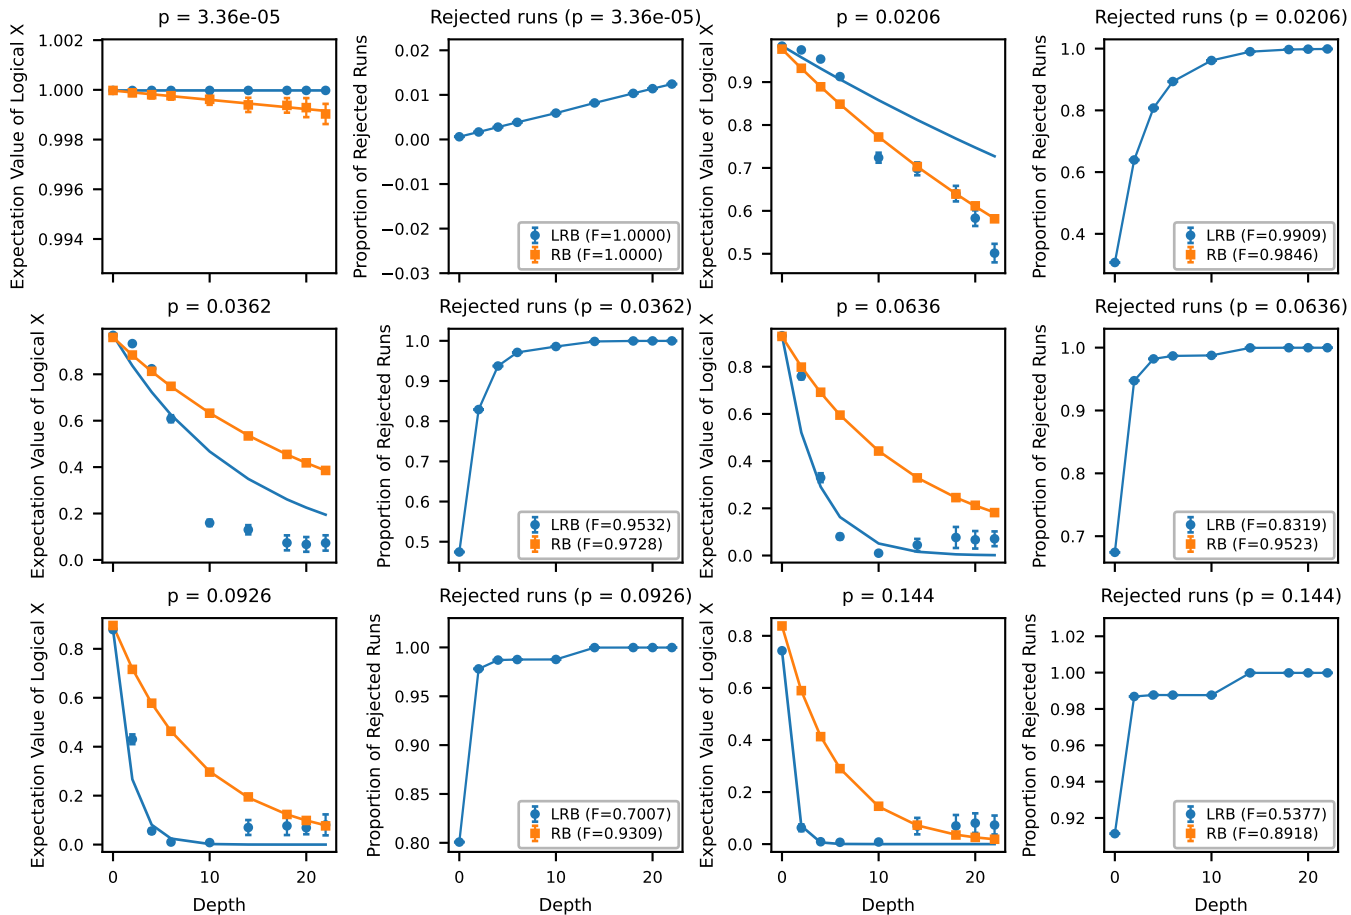 p = 3.36e-05
Expectation Value of Logical X
1.002
1.000
0.998
0.996
0.994
Rejected runs (p = 3.36e-05)
Proportion of Rejected Runs
0.02
0.01
0.00
−0.01
−0.02
−0.03
LRB (F=1.0000)
RB (F=1.0000)
p = 0.0206
Expectation Value of Logical X
0.9
0.8
0.7
0.6
0.5
Rejected runs (p = 0.0206)
Proportion of Rejected Runs
1.0
0.8
0.6
0.4
LRB (F=0.9909)
RB (F=0.9846)
p = 0.0362
Expectation Value of Logical X
0.8
0.6
0.4
0.2
0.0
Rejected runs (p = 0.0362)
Proportion of Rejected Runs
1.0
0.9
0.8
0.7
0.6
0.5
LRB (F=0.9532)
RB (F=0.9728)
p = 0.0636
Expectation Value of Logical X
0.8
0.6
0.4
0.2
0.0
Rejected runs (p = 0.0636)
Proportion of Rejected Runs
1.0
0.9
0.8
0.7
LRB (F=0.8319)
RB (F=0.9523)
p = 0.0926
Expectation Value of Logical X
0.8
0.6
0.4
0.2
0.0
0
10
20
Depth
Rejected runs (p = 0.0926)
Proportion of Rejected Runs
1.00
0.95
0.90
0.85
0.80
LRB (F=0.7007)
RB (F=0.9309)
0
10
20
Depth
p = 0.144
Expectation Value of Logical X
0.8
0.6
0.4
0.2
0.0
0
10
20
Depth
Rejected runs (p = 0.144)
Proportion of Rejected Runs
1.02
1.00
0.98
0.96
0.94
0.92
LRB (F=0.5377)
RB (F=0.8918)
0
10
20
Depth